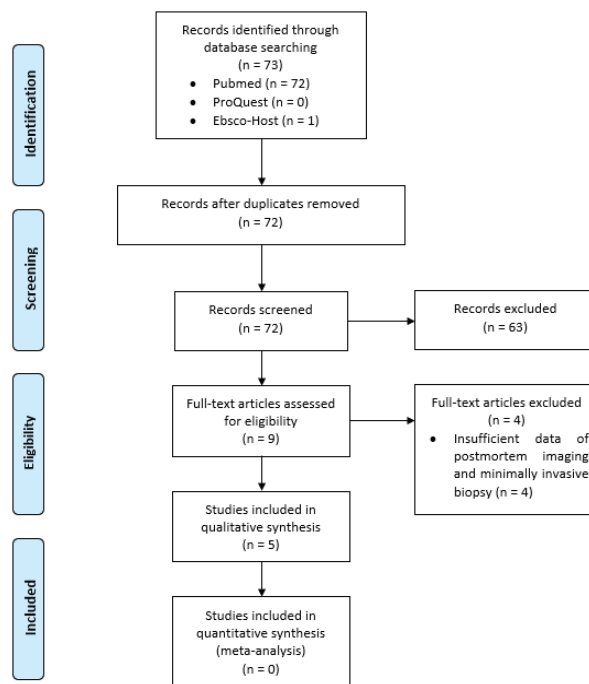 Identification
Records identified through
database searching
(n = 73)
• Pubmed (n = 72)
• ProQuest (n = 0)
• Ebsco-Host (n = 1)
Records after duplicates removed
(n = 72)
Screening
Records screened
(n = 72)
Records excluded
(n = 63)
Eligibility
Full-text articles assessed
for eligibility
(n = 9)
Full-text articles excluded
(n = 4)
• Insufficient data of
postmortem imaging
and minimally invasive
biopsy (n = 4)
Studies included in
qualitative synthesis
(n = 5)
Included
Studies included in
quantitative synthesis
(meta-analysis)
(n = 0)